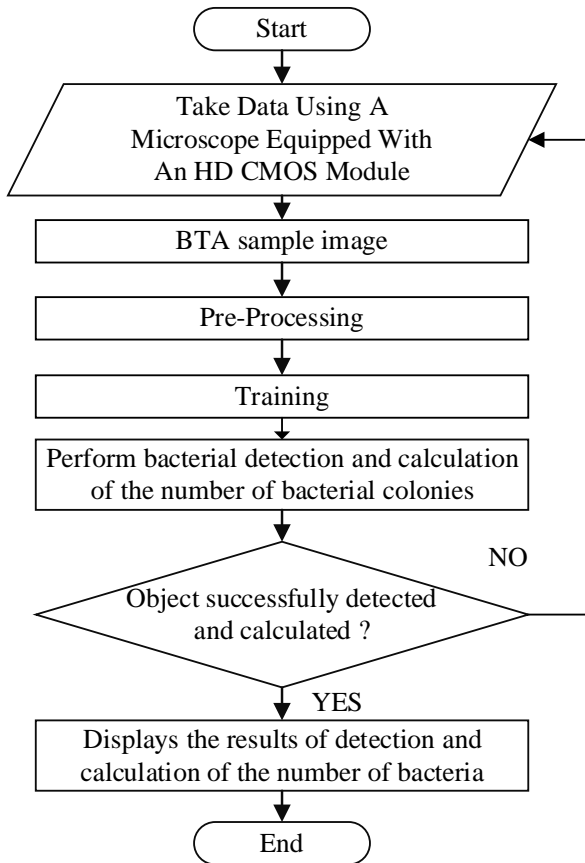 Start
Take Data Using A
Microscope Equipped With
An HD CMOS Module
BTA sample image
Pre-Processing
Training
Perform bacterial detection and calculation
of the number of bacterial colonies
NO
Object successfully detected
and calculated ?
YES
Displays the results of detection and
calculation of the number of bacteria
End